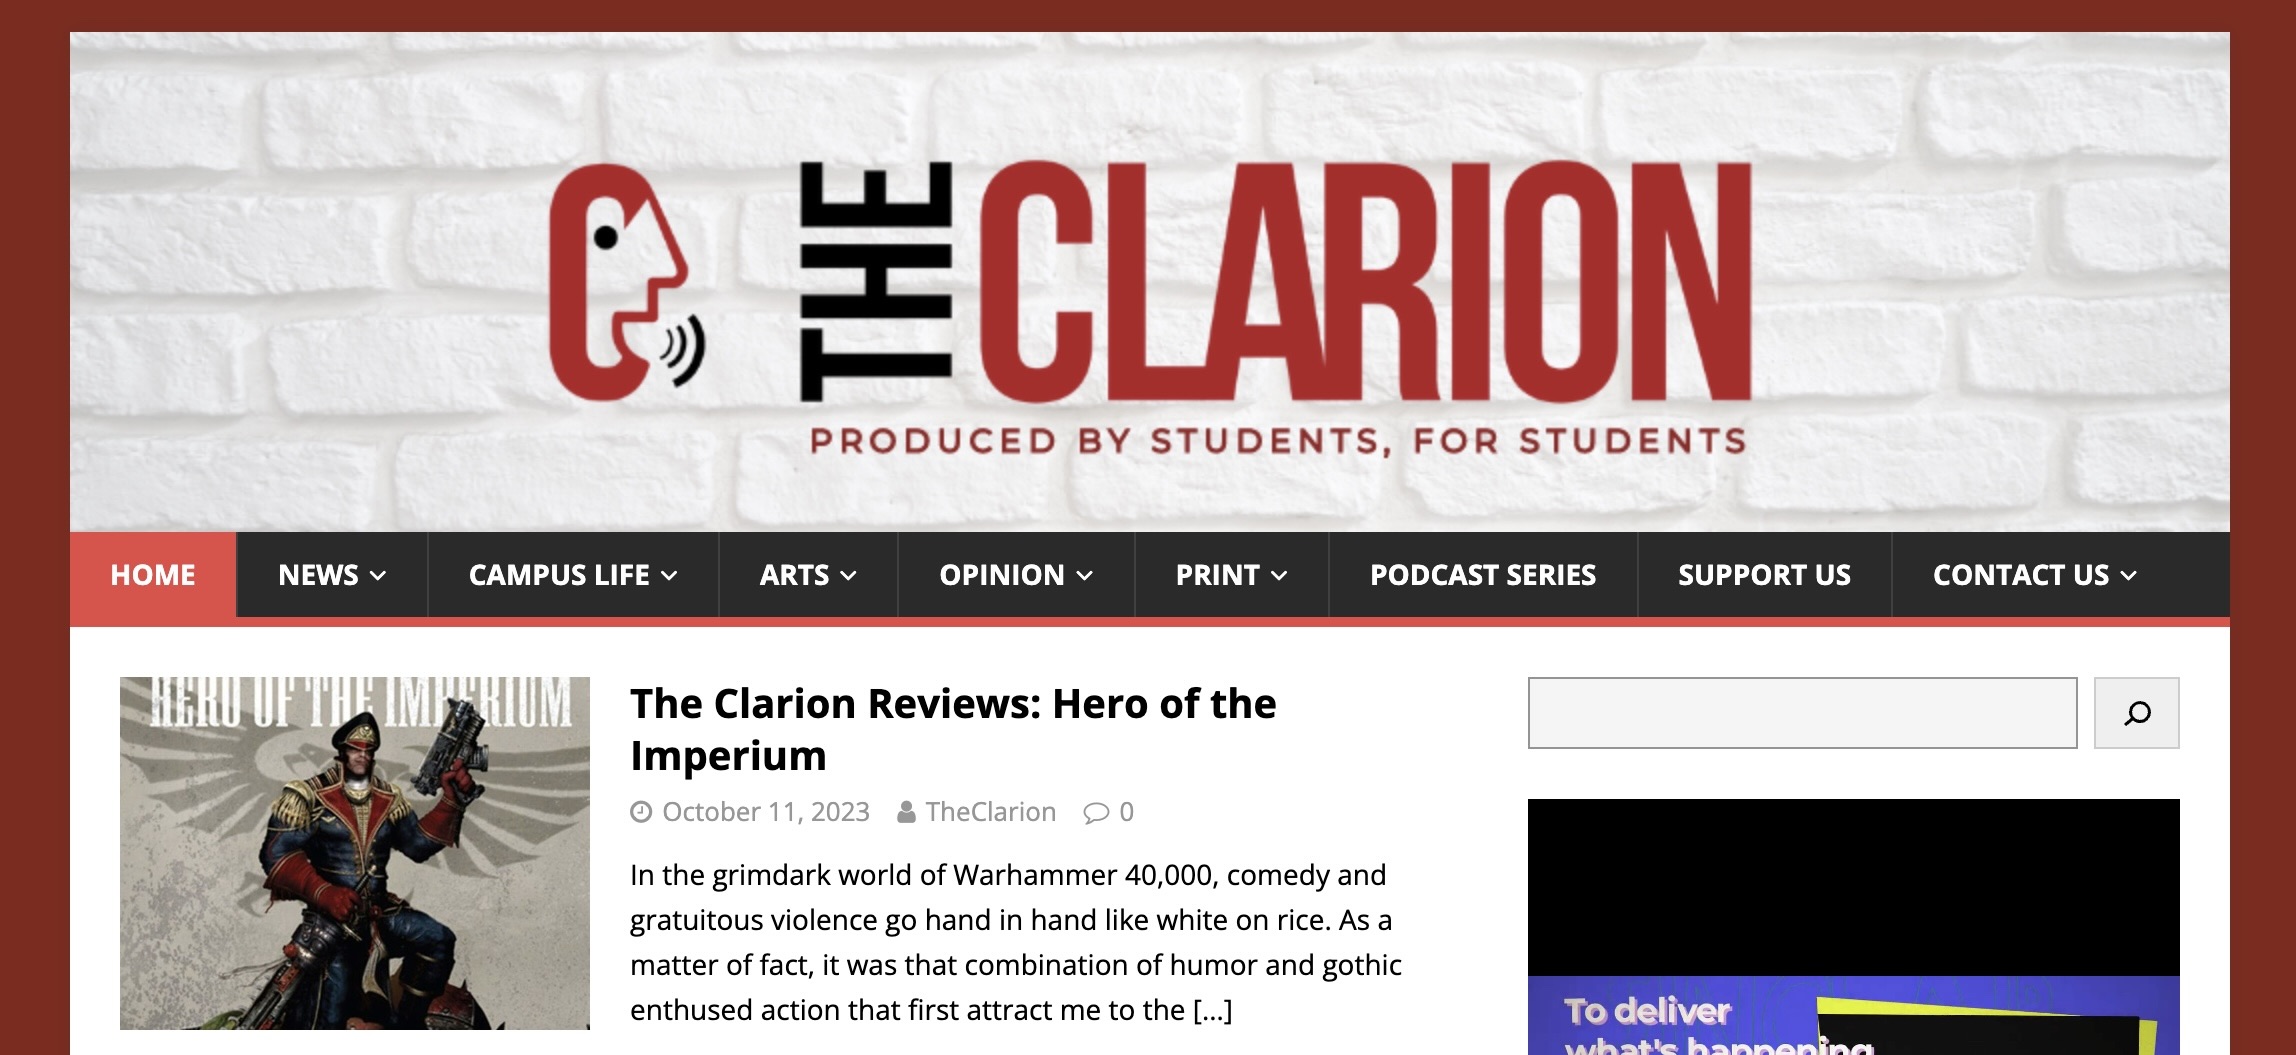 THE CLARION
PRODUCED BY STUDENTS, FOR STUDENTS
HOME NEWS CAMPUS LIFE ARTS OPINION PRINT PODCAST SERIES SUPPORT US CONTACT US
HERO OF THE IMPERIUM
The Clarion Reviews: Hero of the
Imperium
October 11, 2023 TheClarion 0
In the grimdark world of Warhammer 40,000, comedy and
gratuitous violence go hand in hand like white on rice. As a
matter of fact, it was that combination of humor and gothic
enthused action that first attract me to the [...]
To deliver
what's happening